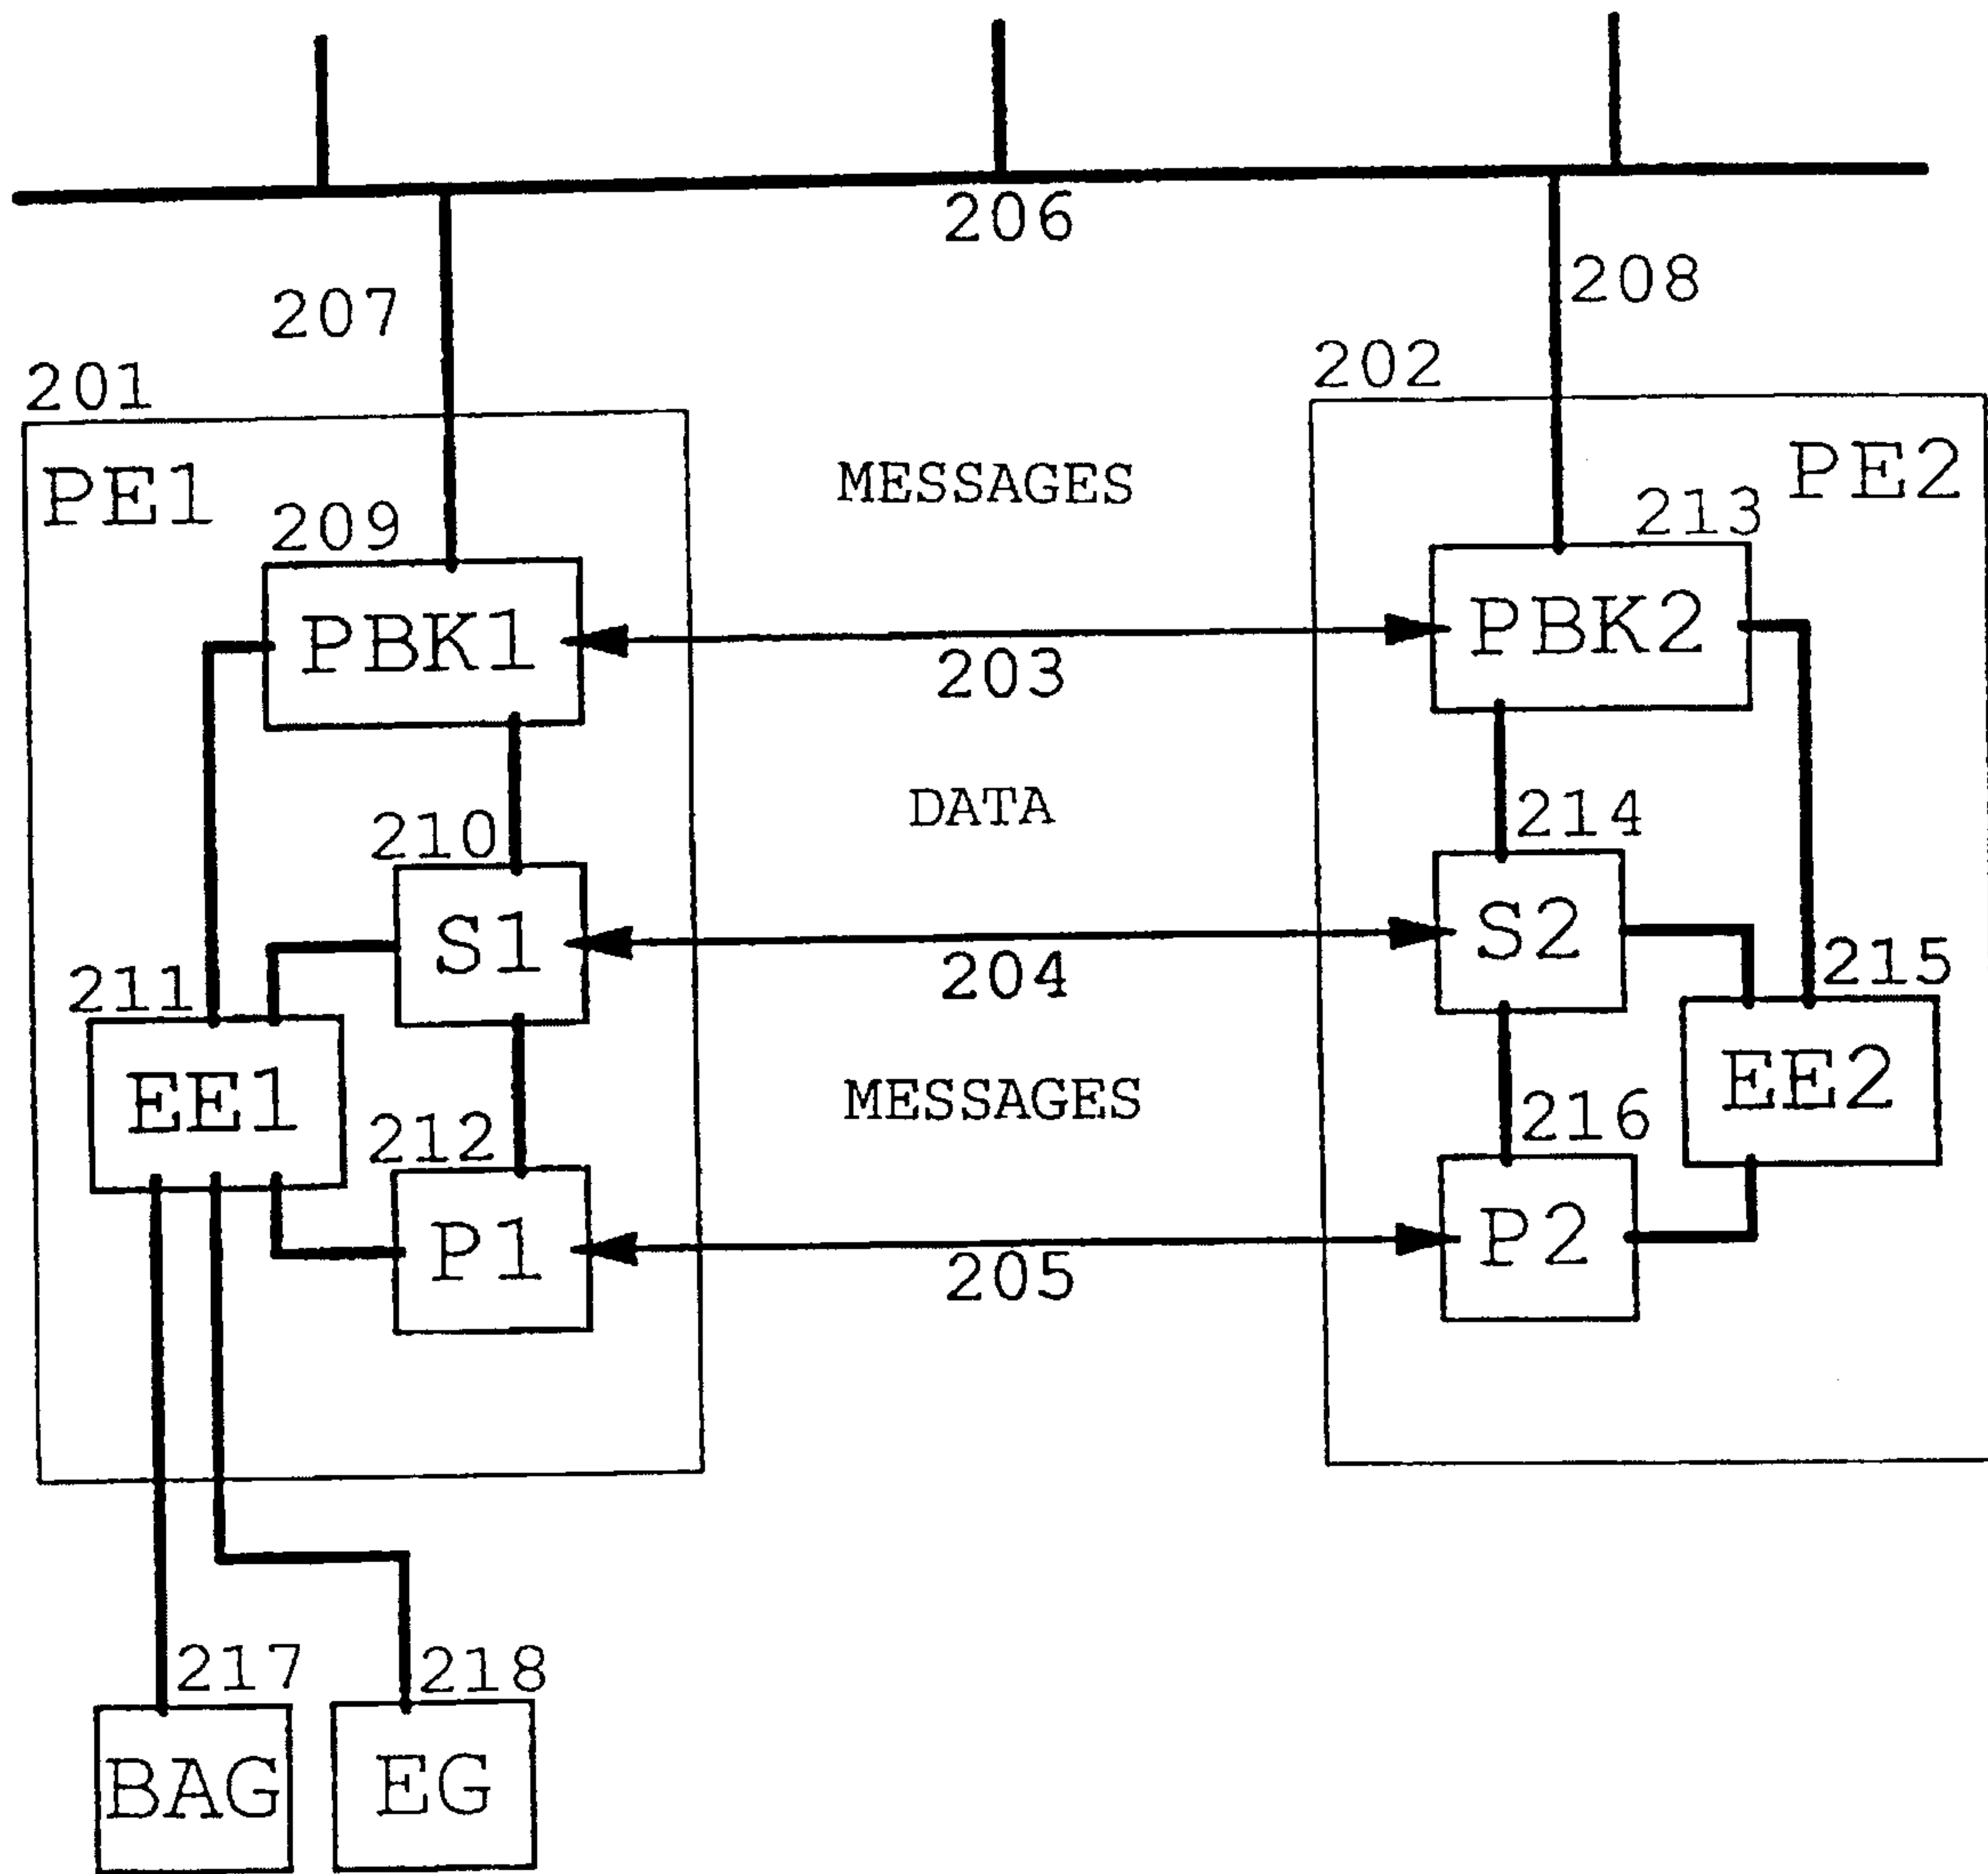 206
207
208
201
202
PE1
MESSAGES
PE2
209
213
PBK1
PBK2
203
210
DATA
214
S1
S2
211
204
215
EE1
MESSAGES
EE2
212
216
P1
P2
205
217
218
BAG
EG